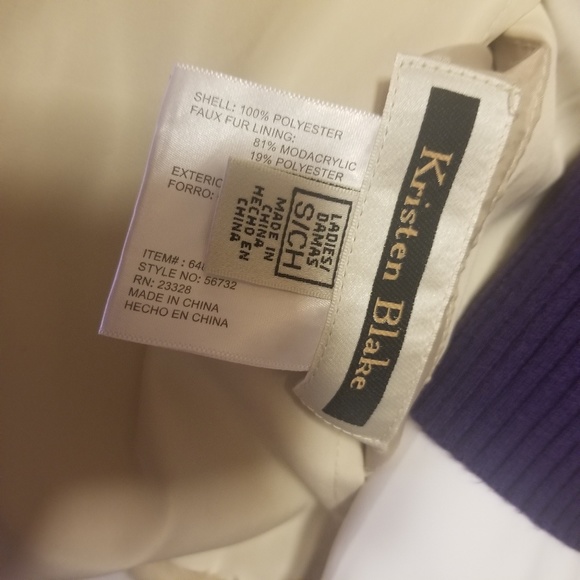 Kristen Blake
LADIES/
DAMAS
S/CH
MADE IN
CHINA
HECHO EN
CHINA
SHELL: 100% POLYESTER
FAUX FUR LINING:
81% MODACRYLIC
19% POLYESTER
FORRO:
ITEM# :
STYLE NO: 56732
RN: 23328
MADE IN CHINA
HECHO EN CHINA